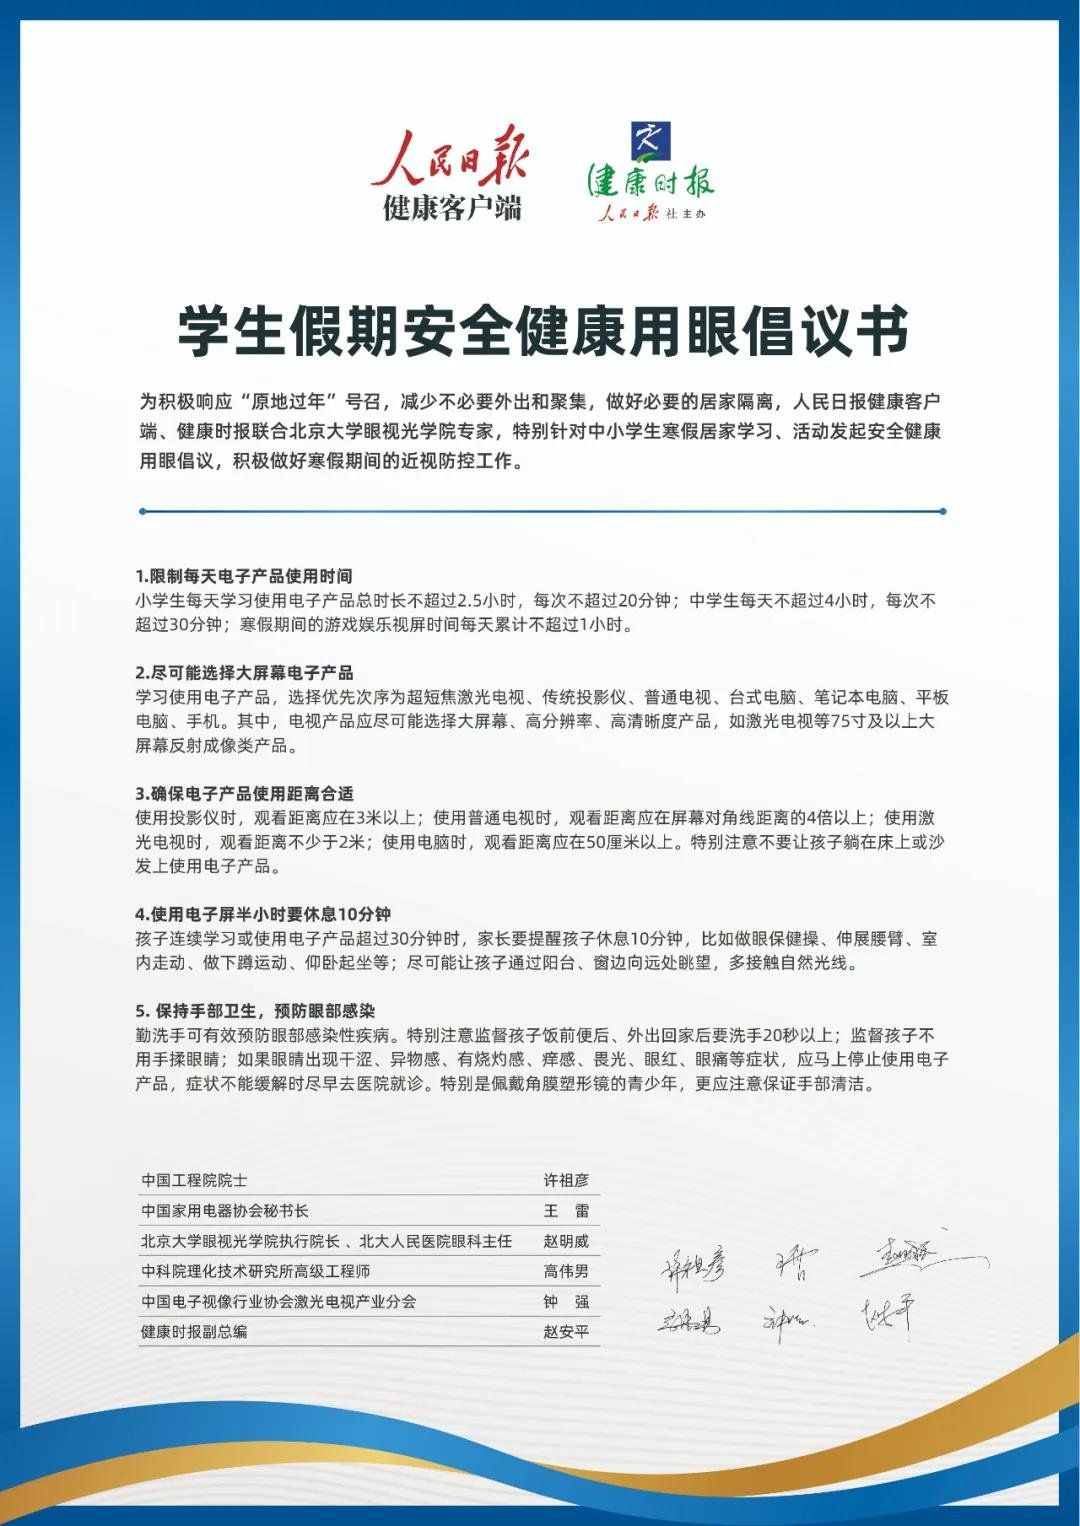 人民日报
健康客户端
健康时报
人民日报 社主办
学生假期安全健康用眼倡议书
为积极响应“原地过年”号召，减少不必要外出和聚集，做好必要的居家隔离，人民日报健康客户
端、健康时报联合北京大学眼视光学院专家，特别针对中小学生寒假居家学习、活动发起安全健康
用眼倡议，积极做好寒假期间的近视防控工作。
1.限制每天电子产品使用时间
小学生每天学习使用电子产品总时长不超过2.5小时，每次不超过20分钟；中学生每天不超过4小时，每次不
超过30分钟；寒假期间的游戏娱乐视屏时间每天累计不超过1小时。
2.尽可能选择大屏幕电子产品
学习使用电子产品，选择优先次序为超短焦激光电视、传统投影仪、普通电视、台式电脑、笔记本电脑、平板
电脑、手机。其中，电视产品应尽可能选择大屏幕、高分辨率、高清晰度产品，如激光电视等75寸及以上大
屏幕反射成像类产品。
3.确保电子产品使用距离合适
使用投影仪时，观看距离应在3米以上；使用普通电视时，观看距离应在屏幕对角线距离的4倍以上；使用激
光电视时，观看距离不少于2米；使用电脑时，观看距离应在50厘米以上。特别注意不要让孩子躺在床上或沙
发上使用电子产品。
4.使用电子屏半小时要休息10分钟
孩子连续学习或使用电子产品超过30分钟时，家长要提醒孩子休息10分钟，比如做眼保健操、伸展腰臂、室
内走动、做下蹲运动、仰卧起坐等；尽可能让孩子通过阳台、窗边向远处眺望，多接触自然光线。
5. 保持手部卫生，预防眼部感染
勤洗手可有效预防眼部感染性疾病。特别注意监督孩子饭前便后、外出回家后要洗手20秒以上；监督孩子不
用手揉眼睛；如果眼睛出现干涩、异物感、有烧灼感、痒感、畏光、眼红、眼痛等症状，应马上停止使用电子
产品，症状不能缓解时尽早去医院就诊。特别是佩戴角膜塑形镜的青少年，更应注意保证手部清洁。
中国工程院院士 许祖彦
中国家用电器协会秘书长 王 雷
北京大学眼视光学院执行院长 、北大人民医院眼科主任 赵明威
中科院理化技术研究所高级工程师 高伟男
中国电子视像行业协会激光电视产业分会 钟 强
健康时报副总编 赵安平